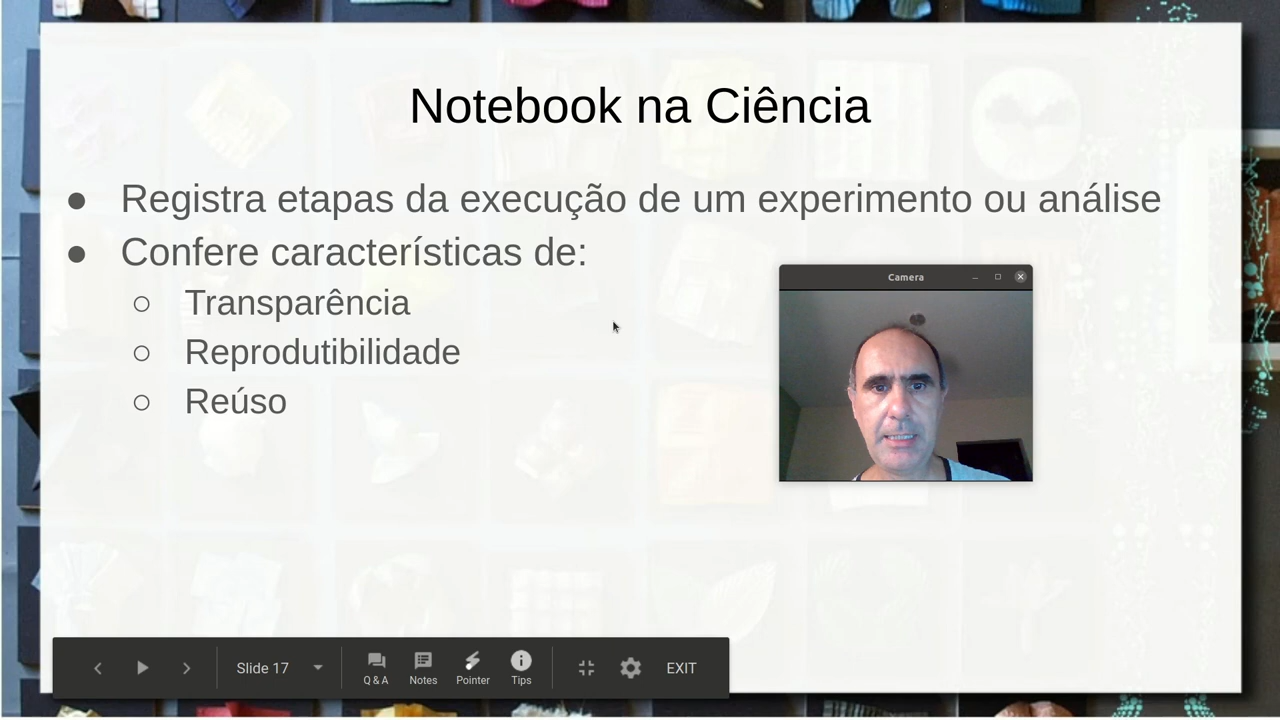 Notebook na Ciência
● Registra etapas da execução de um experimento ou análise
● Confere características de:
○ Transparência
○ Reprodutibilidade
○ Reúso
Camera
Slide 17
Q & A
Notes
Pointer
Tips
EXIT